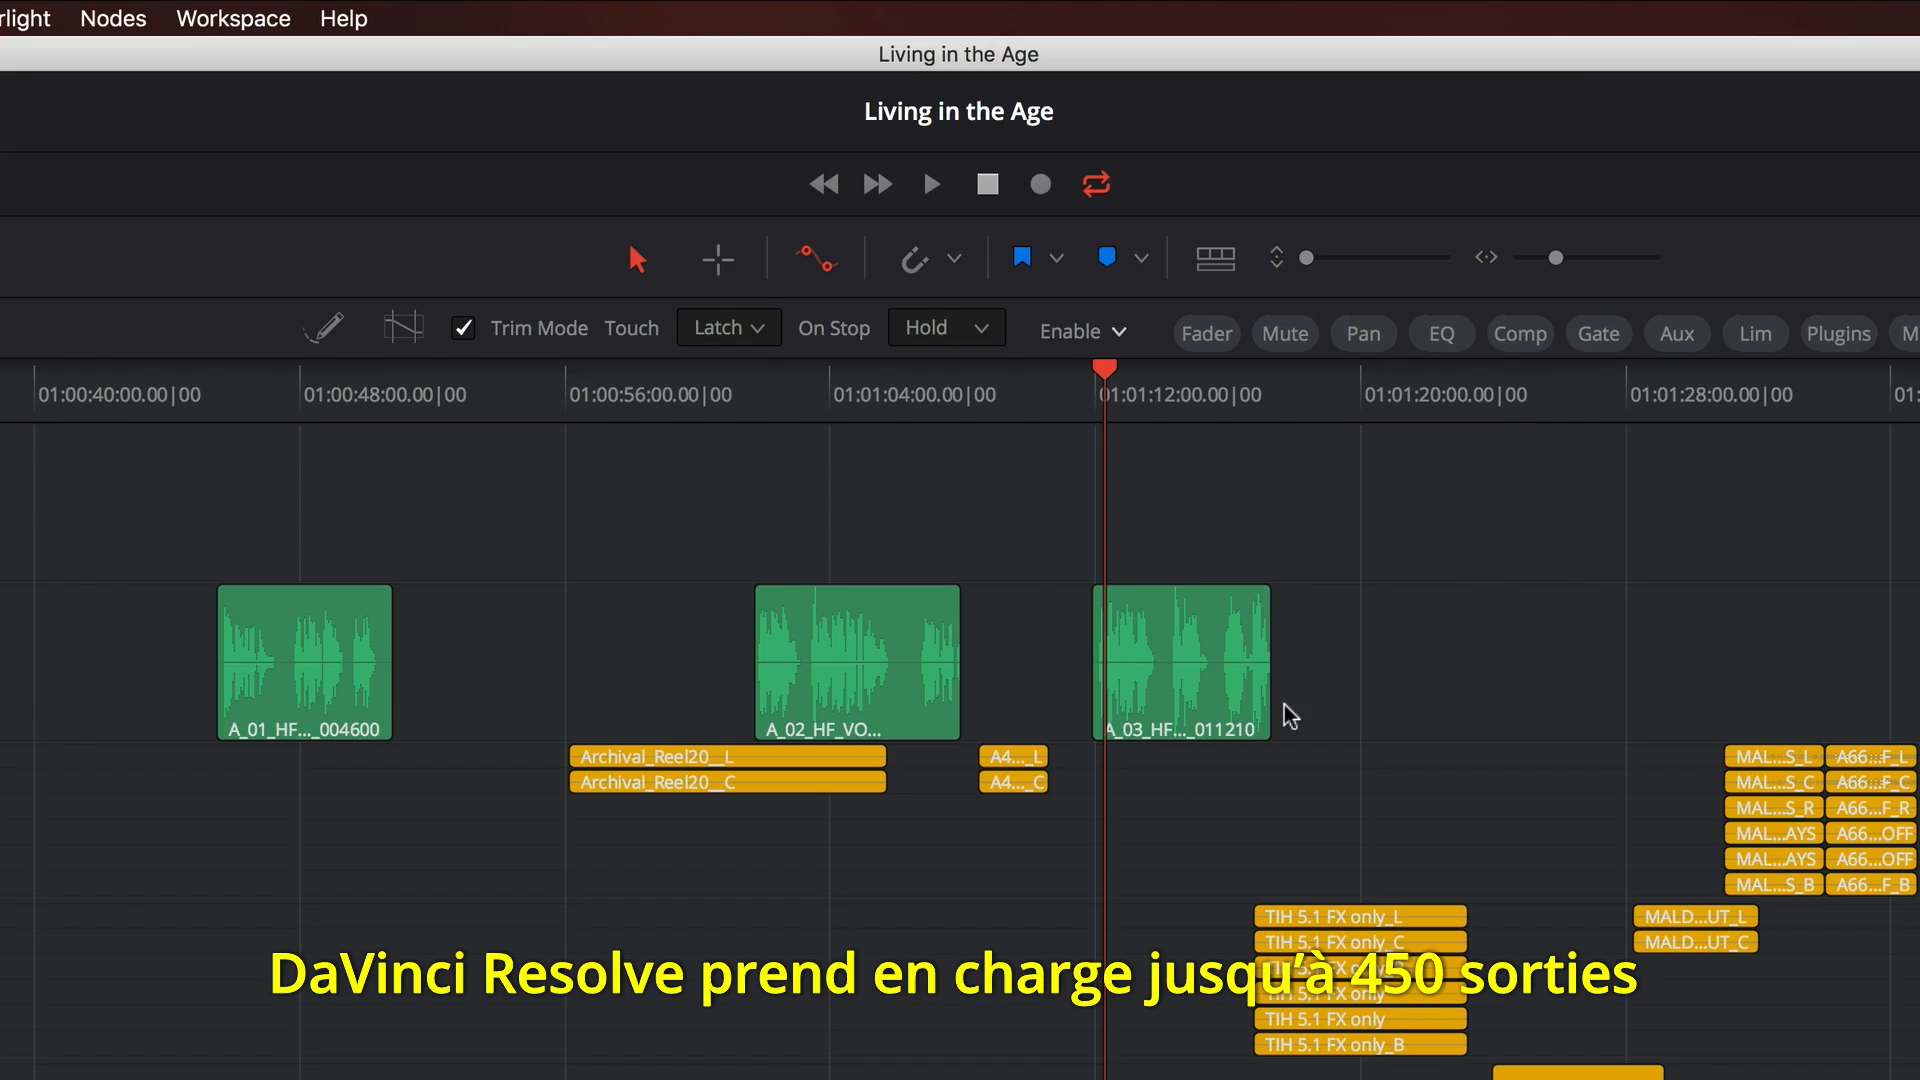 rlight Nodes Workspace Help
Living in the Age
Living in the Age
Trim Mode Touch Latch On Stop Hold Enable Fader Mute Pan EQ Comp Gate Aux Lim Plugins M
01:00:40:00.00|00 01:00:48:00.00|00 01:00:56:00.00|00 01:01:04:00.00|00 01:01:12:00.00|00 01:01:20:00.00|00 01:01:28:00.00|00 01:
A_01_HF..._004600 A_02_HF_VO... A_03_HF..._011210
Archival_Reel20__L A4..._L MAL...S_L A66...F_L
Archival_Reel20__C A4..._C MAL...S_C A66...F_C
MAL...S_R A66...F_R
MAL...AYS A66...OFF
MAL...AYS A66...OFF
MAL...S_B A66...F_B
TIH 5.1 FX only_L MALD...UT_L
TIH 5.1 FX only_C MALD...UT_C
DaVinci Resolve prend en charge jusqu’à 450 sorties
TIH 5.1 FX only
TIH 5.1 FX only
TIH 5.1 FX only_B